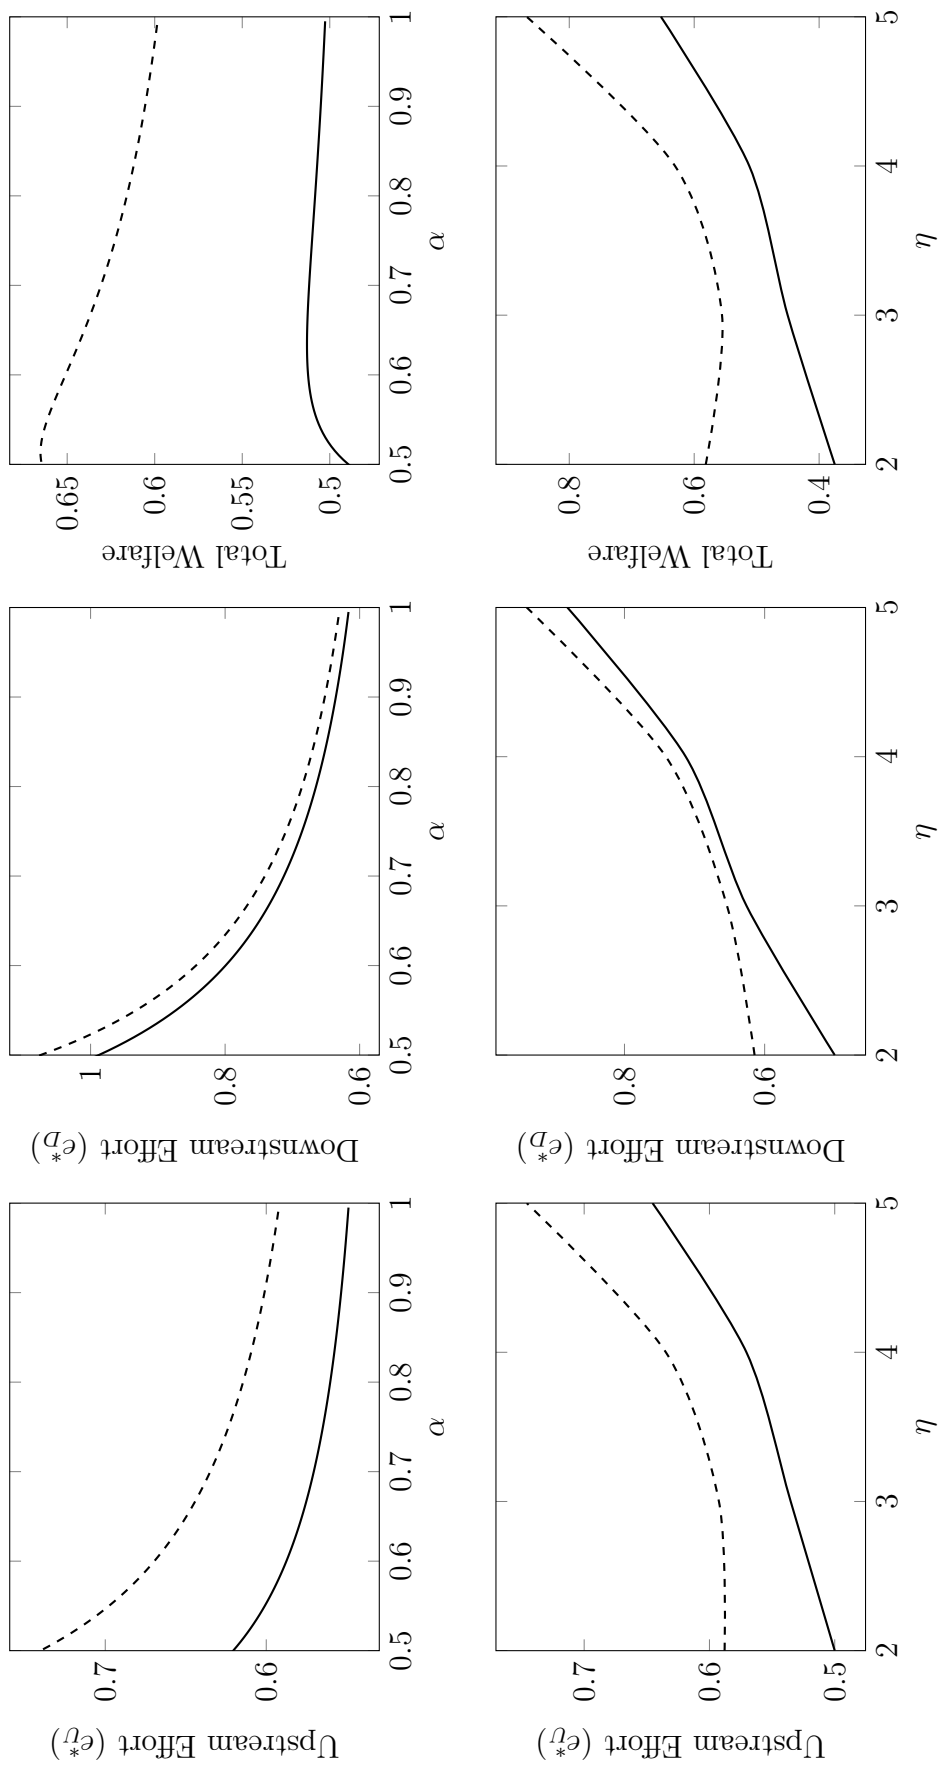 Upstream Effort (e*_U)
0.7
0.6
0.5 0.6 0.7 0.8 0.9 1
α
Downstream Effort (e*_D)
1
0.8
0.6
0.5 0.6 0.7 0.8 0.9 1
α
Total Welfare
0.65
0.6
0.55
0.5
0.5 0.6 0.7 0.8 0.9 1
α
Upstream Effort (e*_U)
0.7
0.6
0.5
2 3 4 5
η
Downstream Effort (e*_D)
0.8
0.6
2 3 4 5
η
Total Welfare
0.8
0.6
0.4
2 3 4 5
η